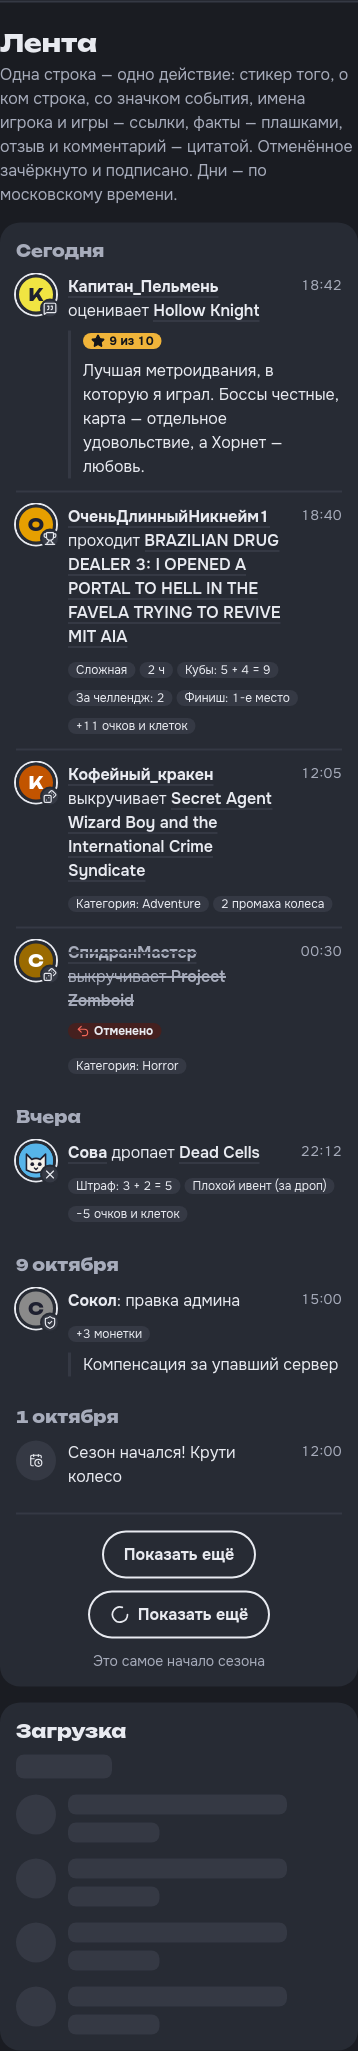 Лента
Одна строка — одно действие: стикер того, о
ком строка, со значком события, имена
игрока и игры — ссылки, факты — плашками,
отзыв и комментарий — цитатой. Отменённое
зачёркнуто и подписано. Дни — по
московскому времени.
Сегодня
К
Капитан_Пельмень 18:42
оценивает Hollow Knight
9 из 10
Лучшая метроидвания, в
которую я играл. Боссы честные,
карта — отдельное
удовольствие, а Хорнет —
любовь.
О
ОченьДлинныйНикнейм1 18:40
проходит BRAZILIAN DRUG
DEALER 3: I OPENED A
PORTAL TO HELL IN THE
FAVELA TRYING TO REVIVE
MIT AIA
Сложная 2 ч Кубы: 5 + 4 = 9
За челлендж: 2 Финиш: 1-е место
+11 очков и клеток
К
Кофейный_кракен 12:05
выкручивает Secret Agent
Wizard Boy and the
International Crime
Syndicate
Категория: Adventure 2 промаха колеса
С
СпидранМастер 00:30
выкручивает Project
Zomboid
Отменено
Категория: Horror
Вчера
Сова дропает Dead Cells 22:12
Штраф: 3 + 2 = 5 Плохой ивент (за дроп)
−5 очков и клеток
9 октября
С
Сокол: правка админа 15:00
+3 монетки
Компенсация за упавший сервер
1 октября
Сезон начался! Крути 12:00
колесо
Показать ещё
Показать ещё
Это самое начало сезона
Загрузка